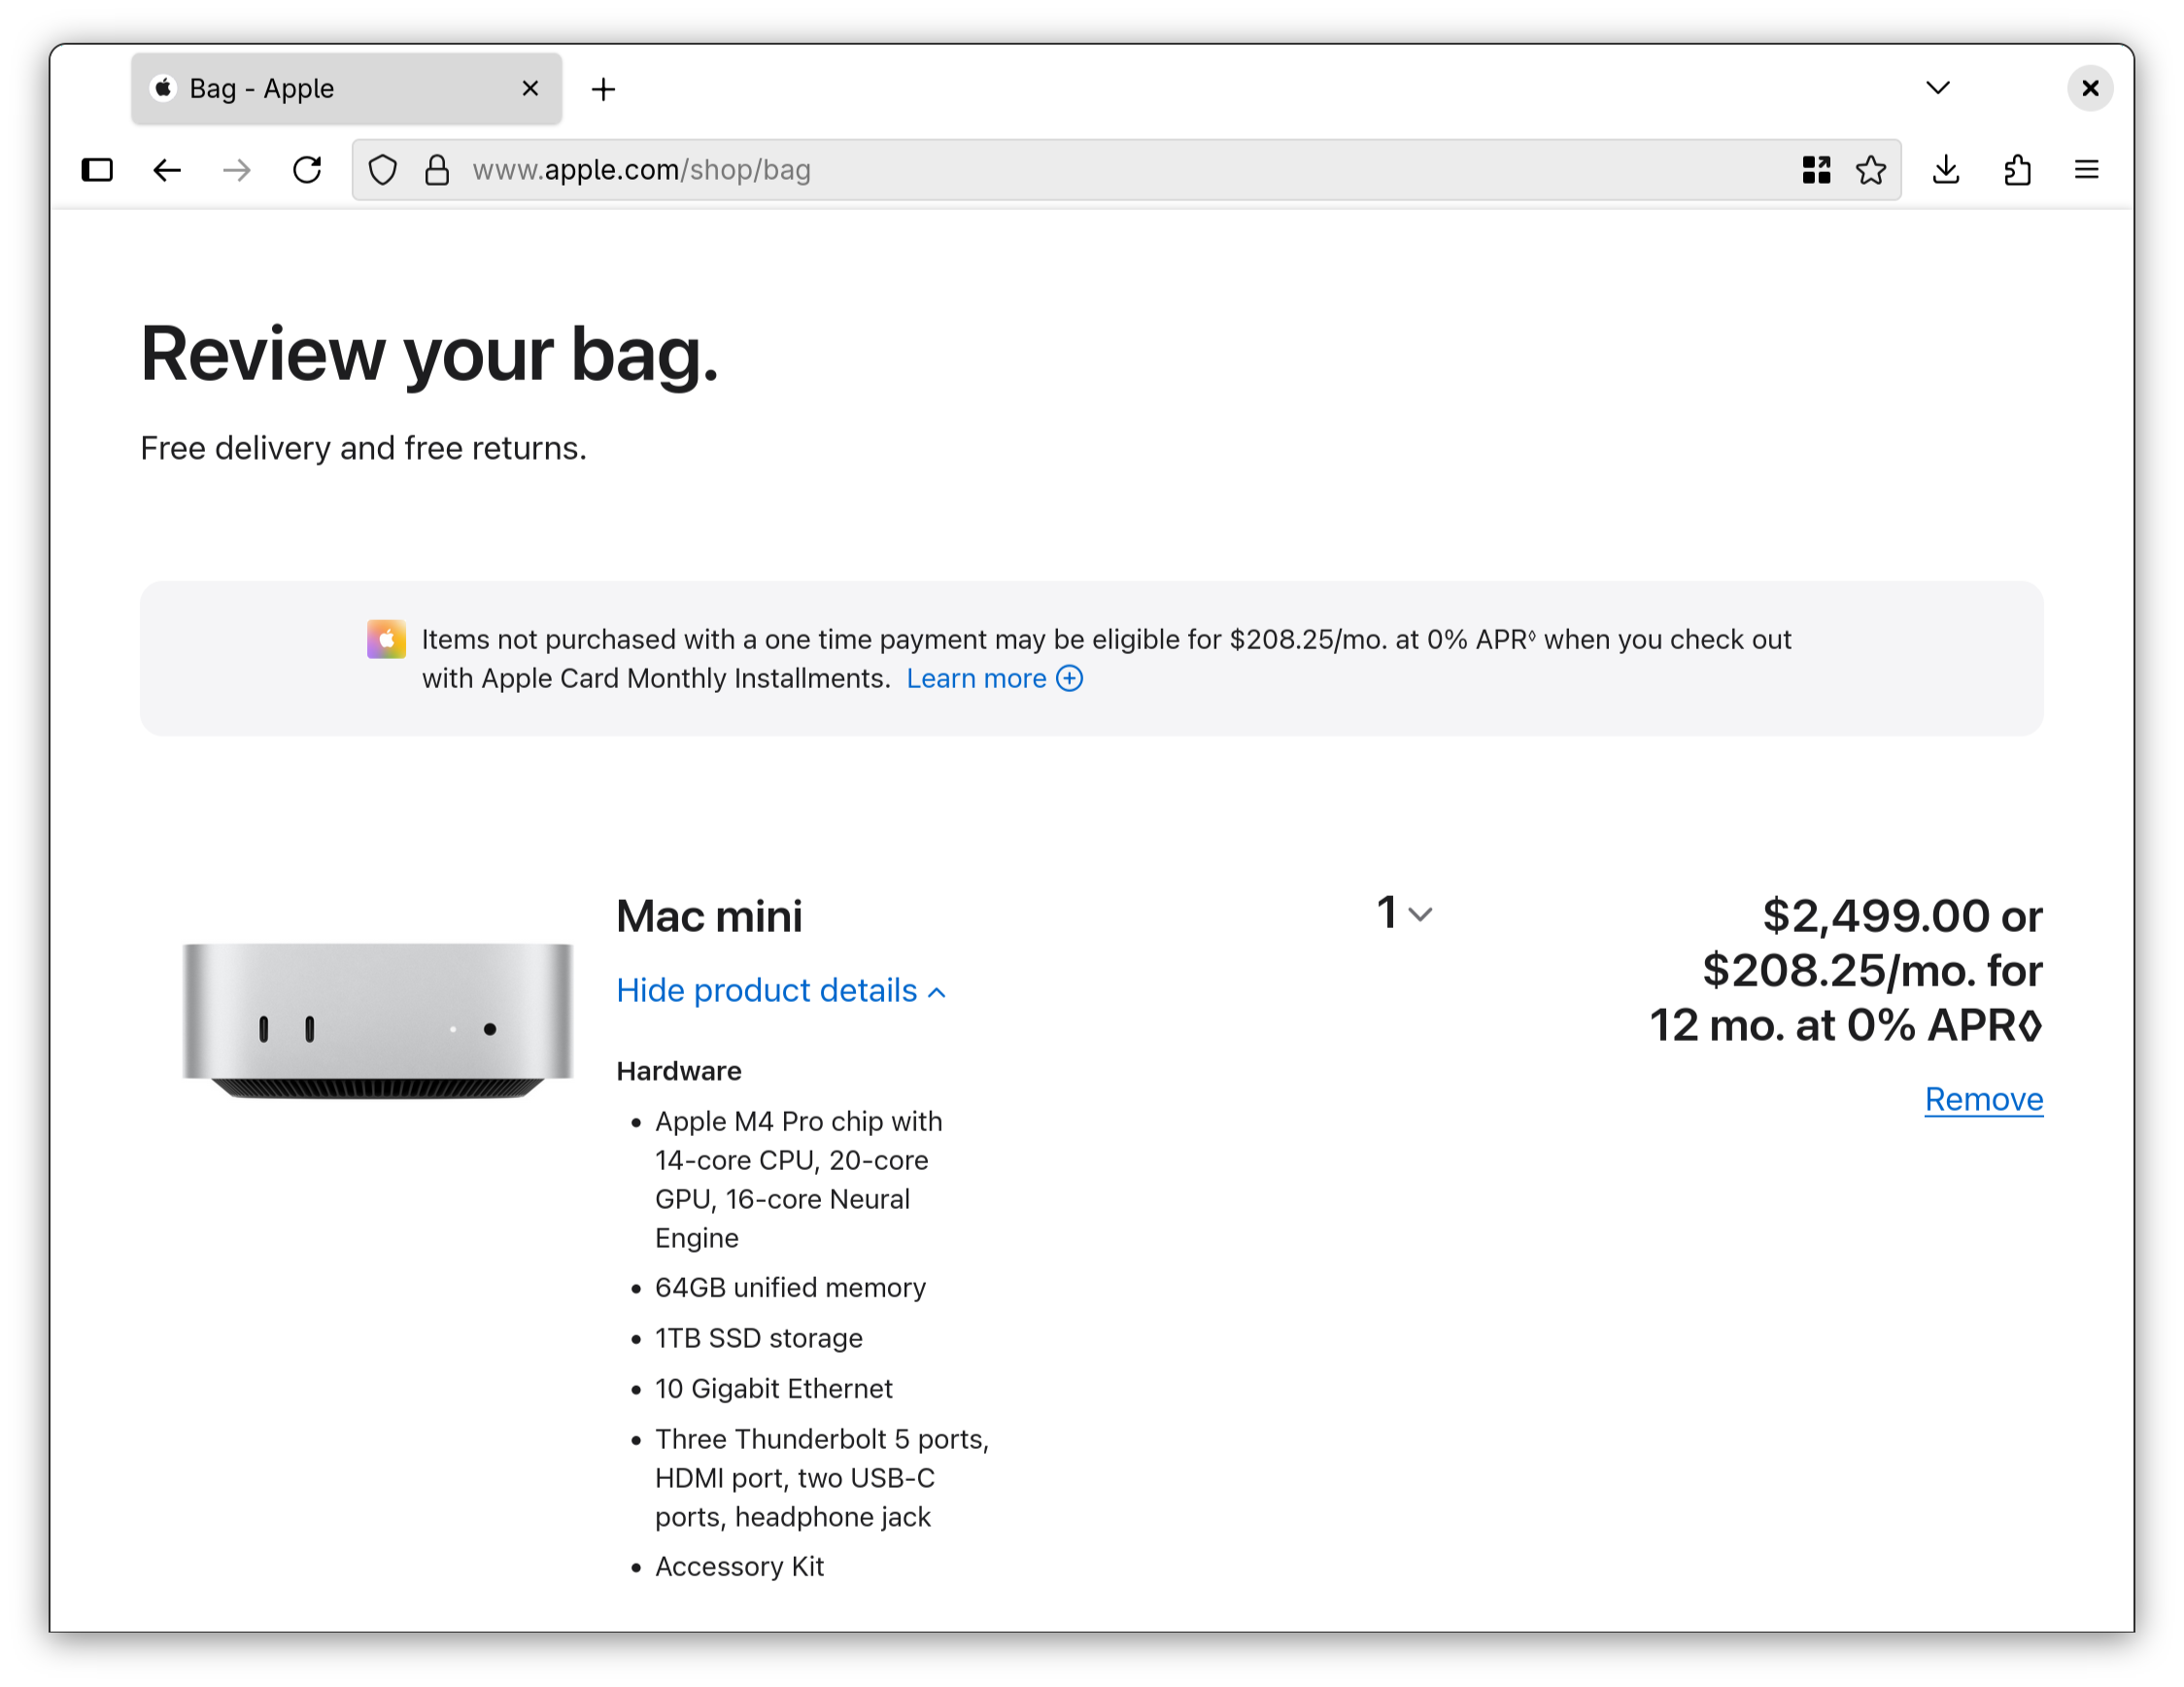 Bag - Apple
www.apple.com/shop/bag
Review your bag.
Free delivery and free returns.
Items not purchased with a one time payment may be eligible for $208.25/mo. at 0% APR◊ when you check out
with Apple Card Monthly Installments. Learn more
Mac mini
1
$2,499.00 or
$208.25/mo. for
12 mo. at 0% APR◊
Remove
Hide product details
Hardware
• Apple M4 Pro chip with
14-core CPU, 20-core
GPU, 16-core Neural
Engine
• 64GB unified memory
• 1TB SSD storage
• 10 Gigabit Ethernet
• Three Thunderbolt 5 ports,
HDMI port, two USB-C
ports, headphone jack
• Accessory Kit